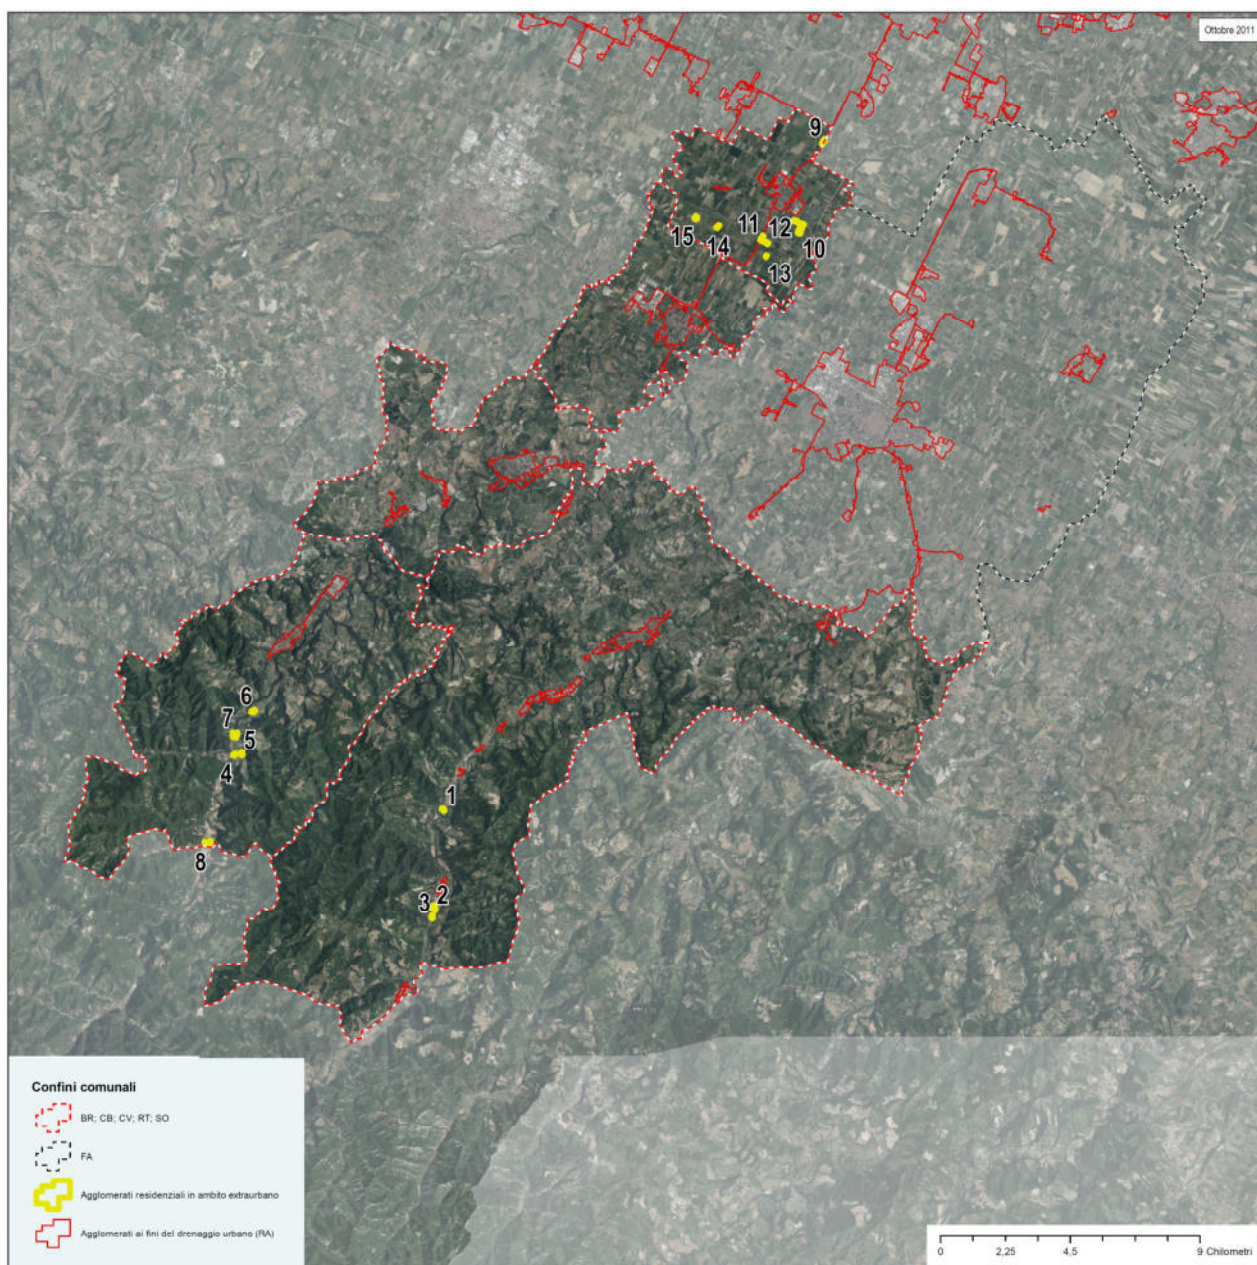 Ottobre 2011
9
15
14
11
12
10
13
6
7
5
4
8
1
3
2
Confini comunali
BR; CB; CV; RT; SO
FA
Agglomerati residenziali in ambito extraurbano
Agglomerati ai fini del drenaggio urbano (RA)
0 2,25 4,5 9 Chilometri